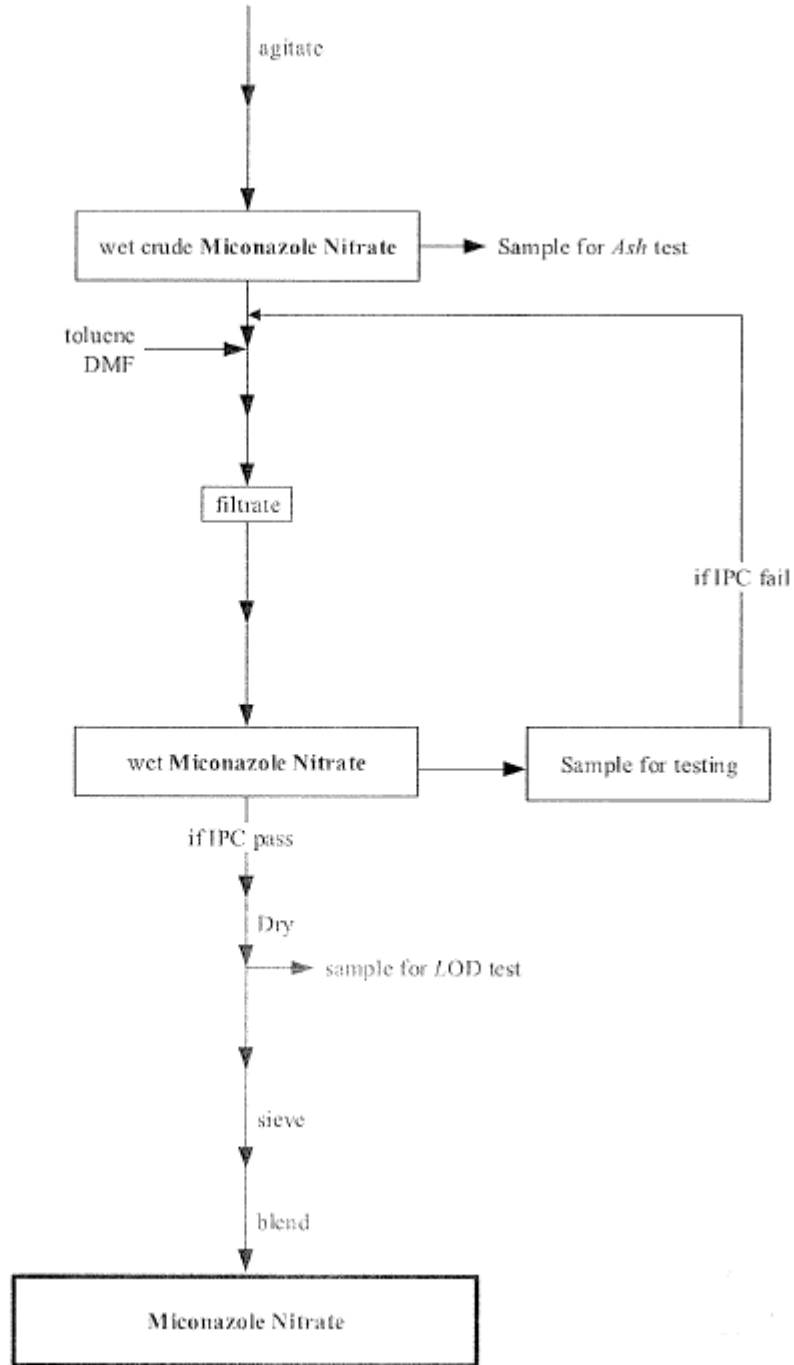 agitate
wet crude Miconazole Nitrate
Sample for Ash test
toluene
DMF
filtrate
if IPC fail
wet Miconazole Nitrate
Sample for testing
if IPC pass
Dry
sample for LOD test
sieve
blend
Miconazole Nitrate